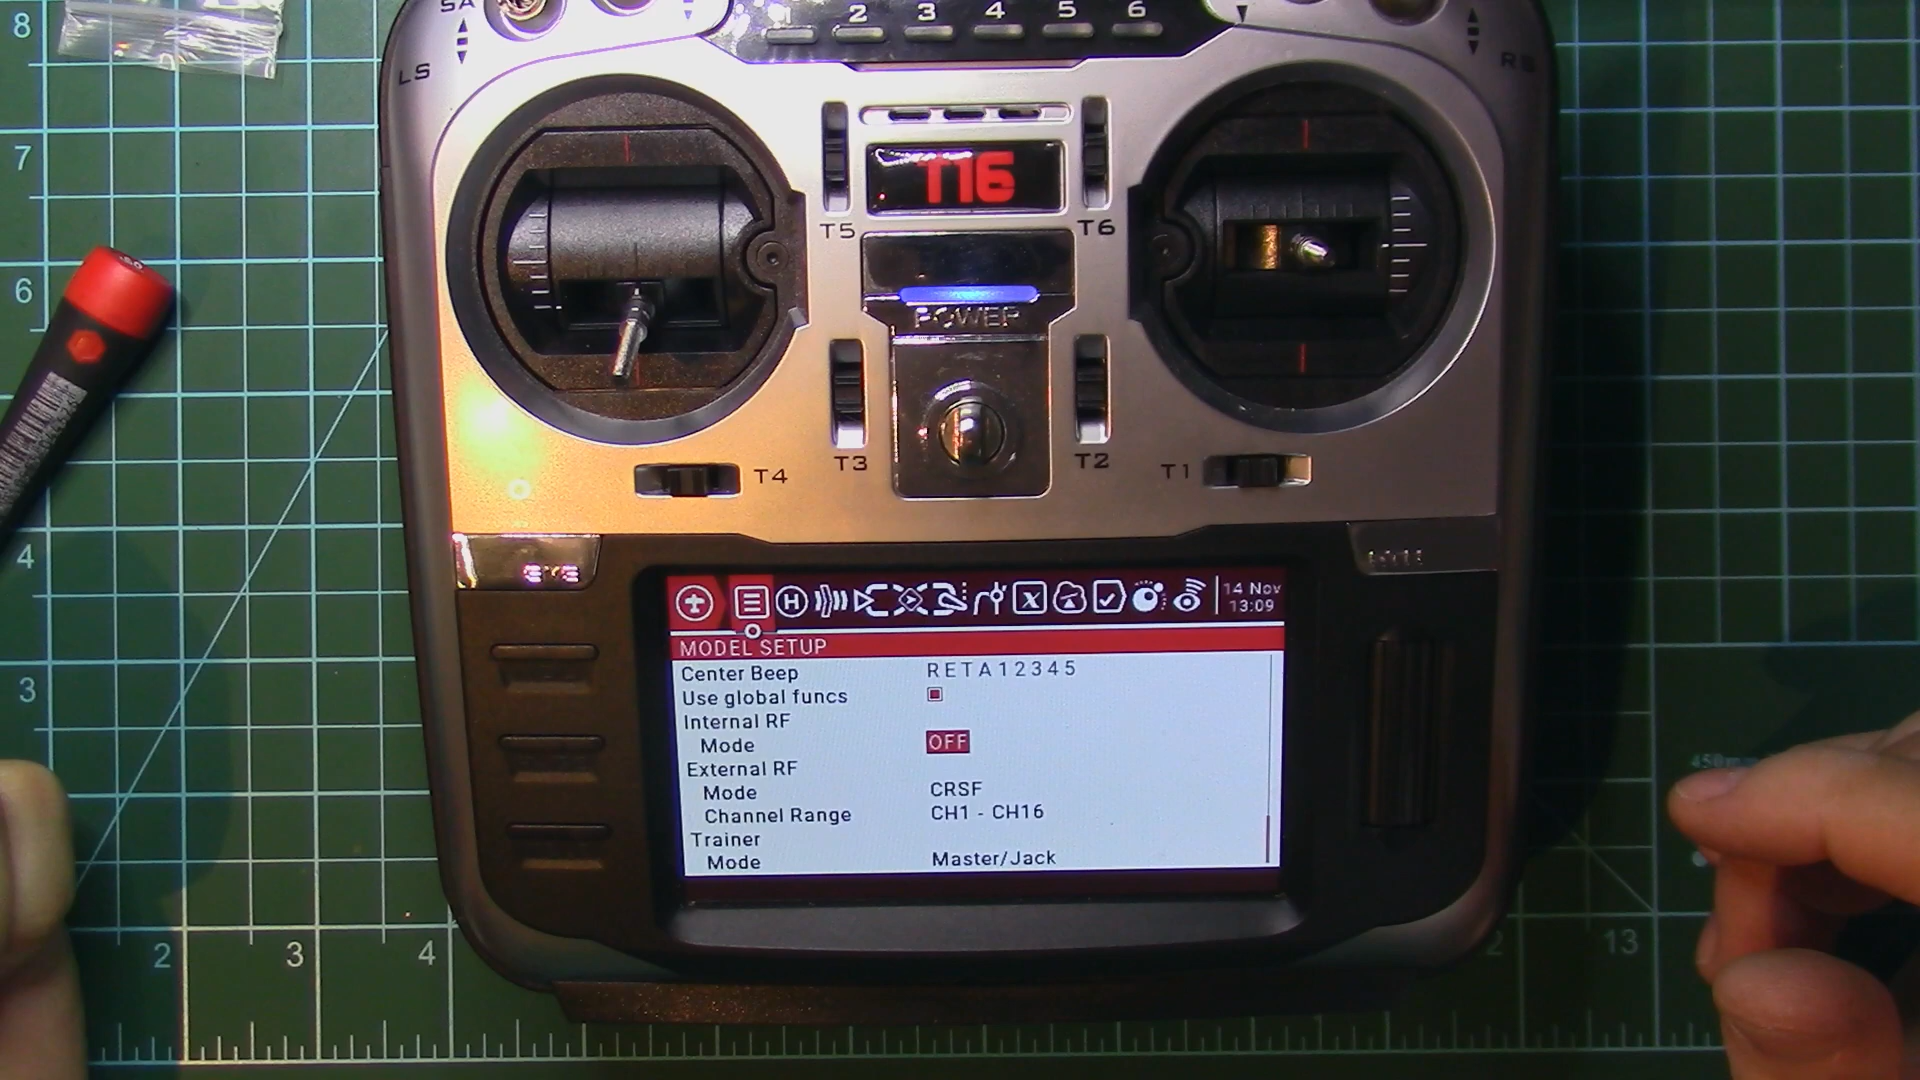 8
SA
1 2 3 4 5 6
LS
RS
7
T16
T5
T6
6
POWER
T3
T2
T4
T1
4
14 Nov
13:09
MODEL SETUP
Center Beep RETA12345
Use global funcs
Internal RF
Mode OFF
External RF
Mode CRSF
Channel Range CH1 - CH16
Trainer
Mode Master/Jack
3
2 3 4
2 13